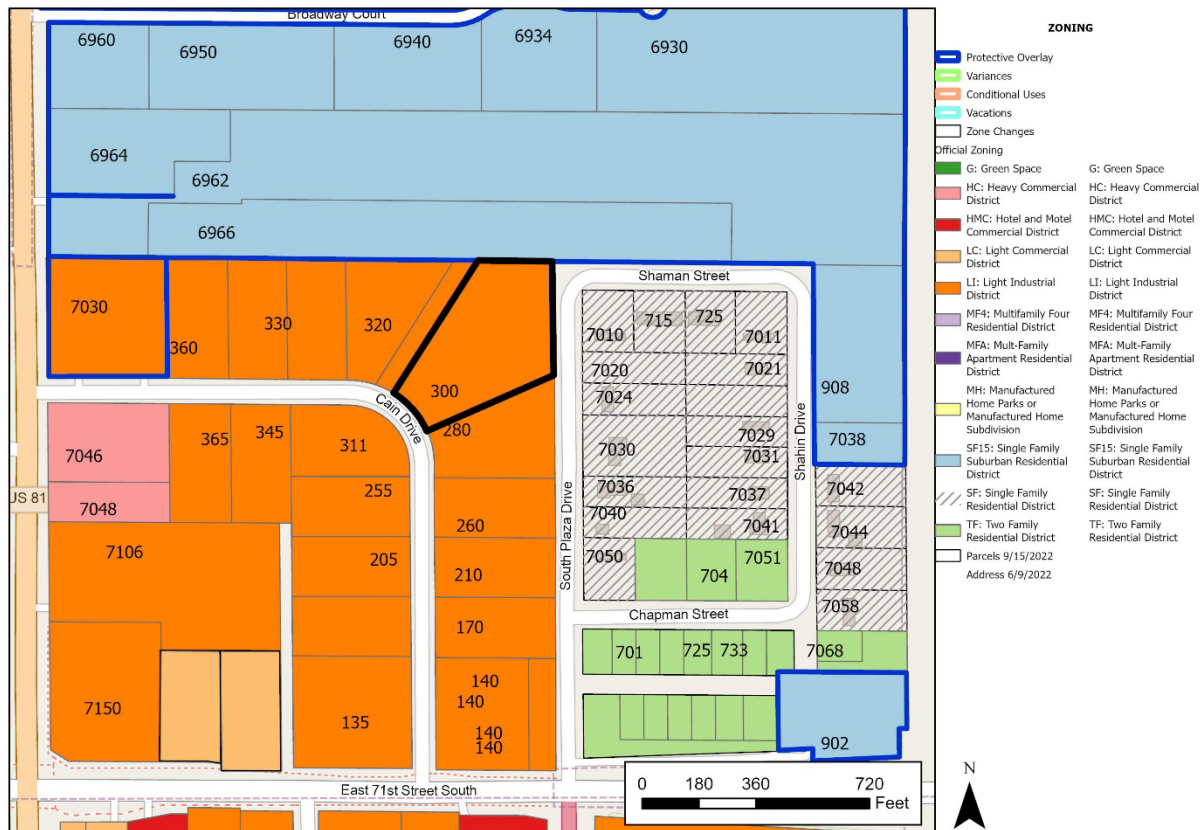 Broadway Court
6960
6950
6940
6934
6930
6964
6962
6966
7030
360
330
320
300
280
Cain Drive
365
345
311
7046
7048
US 81
255
7106
260
205
210
170
7150
135
140
140
140
140
East 71st Street South
South Plaza Drive
Shaman Street
Shahin Drive
7010
715
725
7011
7020
7021
7024
7029
7030
7031
7036
7037
7040
7041
7050
704
7051
Chapman Street
701
725
733
908
7038
7042
7044
7048
7058
7068
902
0 180 360 720
Feet
N
ZONING
Protective Overlay
Variances
Conditional Uses
Vacations
Zone Changes
Official Zoning
G: Green Space
G: Green Space
HC: Heavy Commercial
District
HC: Heavy Commercial
District
HMC: Hotel and Motel
Commercial District
HMC: Hotel and Motel
Commercial District
LC: Light Commercial
District
LC: Light Commercial
District
LI: Light Industrial
District
LI: Light Industrial
District
MF4: Multifamily Four
Residential District
MF4: Multifamily Four
Residential District
MFA: Mult-Family
Apartment Residential
District
MFA: Mult-Family
Apartment Residential
District
MH: Manufactured
Home Parks or
Manufactured Home
Subdivision
MH: Manufactured
Home Parks or
Manufactured Home
Subdivision
SF15: Single Family
Suburban Residential
District
SF15: Single Family
Suburban Residential
District
SF: Single Family
Residential District
SF: Single Family
Residential District
TF: Two Family
Residential District
TF: Two Family
Residential District
Parcels 9/15/2022
Address 6/9/2022